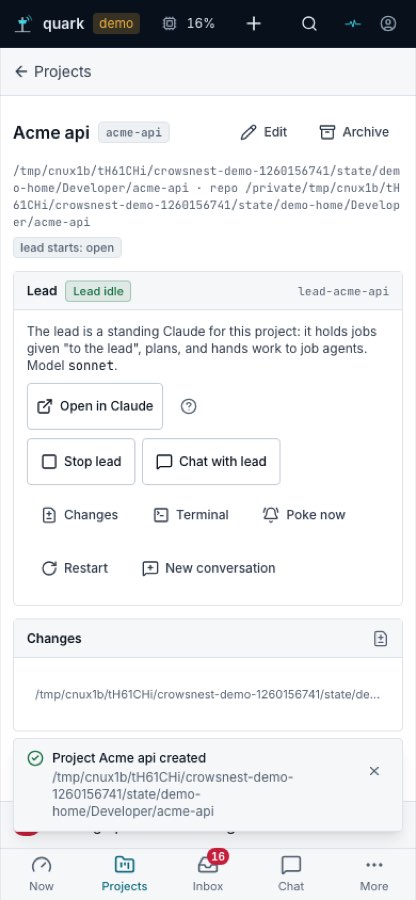 quark demo 16%
Projects
Acme api acme-api Edit Archive
/tmp/cnux1b/tH61CHi/crowsnest-demo-1260156741/state/dem
o-home/Developer/acme-api · repo /private/tmp/cnux1b/tH
61CHi/crowsnest-demo-1260156741/state/demo-home/Develop
er/acme-api
lead starts: open
Lead Lead idle lead-acme-api
The lead is a standing Claude for this project: it holds jobs
given "to the lead", plans, and hands work to job agents.
Model sonnet.
Open in Claude
Stop lead Chat with lead
Changes Terminal Poke now
Restart New conversation
Changes
/tmp/cnux1b/tH61CHi/crowsnest-demo-1260156741/state/de...
Project Acme api created
/tmp/cnux1b/tH61CHi/crowsnest-demo-
1260156741/state/demo-
home/Developer/acme-api
16
Now Projects Inbox Chat More